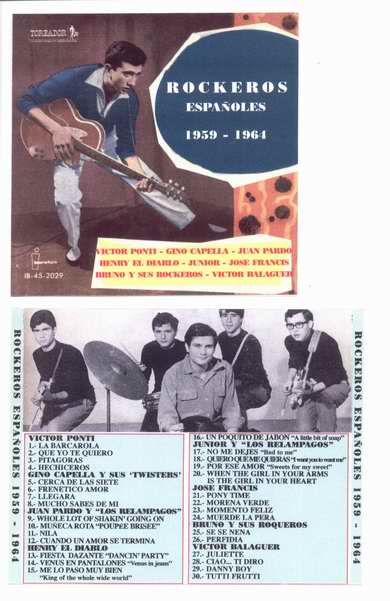 TOREADOR
ROCKEROS
ESPAÑOLES
1959 - 1964
IB-45-2029
VICTOR PONTI - GINO CAPELLA - JUAN PARDO
HENRY EL DIABLO - JUNIOR - JOSE FRANCIS
BRUNO Y SUS ROCKEROS - VICTOR BALAGUER
ROCKEROS ESPAÑOLES 1959 - 1964
VICTOR PONTI
1.- LA BARCAROLA
2.- QUE YO TE QUIERO
3.- PITAGORAS
4.- HECHICEROS
GINO CAPELLA Y SUS 'TWISTERS'
5.- CERCA DE LAS SIETE
6.- FRENETICO AMOR
7.- LLEGARA
8.- MUCHO SABES DE MI
JUAN PARDO Y "LOS RELAMPAGOS"
9.- WHOLE LOT OF SHAKIN' GOING ON
10.- MUSECA ROTA "POUPEE BRISEE"
11.- NILA
12.- CUANDO UN AMOR SE TERMINA
HENRY EL DIABLO
13.- FIESTA DAZANTE "DANCIN' PARTY"
14.- VENUS EN PANTALONES "Venus in jeans"
15.- ME LO PASO MUY BIEN
"King of the whole wide world"
16.- UN POQUITO DE JABON "A little bit of soap"
JUNIOR Y "LOS RELAMPAGOS"
17.- NO ME DEJES "Bad to me"
18.- QUIERO QUE ME QUIERAS "I want you to want me"
19.- POR ESE AMOR "Sweets for my sweet"
20.- WHEN THE GIRL IN YOUR ARMS
IS THE GIRL IN YOUR HEART
JOSE FRANCIS
21.- PONY TIME
22.- MORENA VERDE
23.- MOMENTO FELIZ
24.- MUERDE LA PERA
BRUNO Y SUS ROQUEROS
25.- SE SE NENA
26.- PERFIDIA
VICTOR BALAGUER
27.- JULIETTE
28.- CIAO... TI DIRO
29.- DANNY BOY
30.- TUTTI FRUTTI
ROCKEROS ESPAÑOLES 1959 - 1964